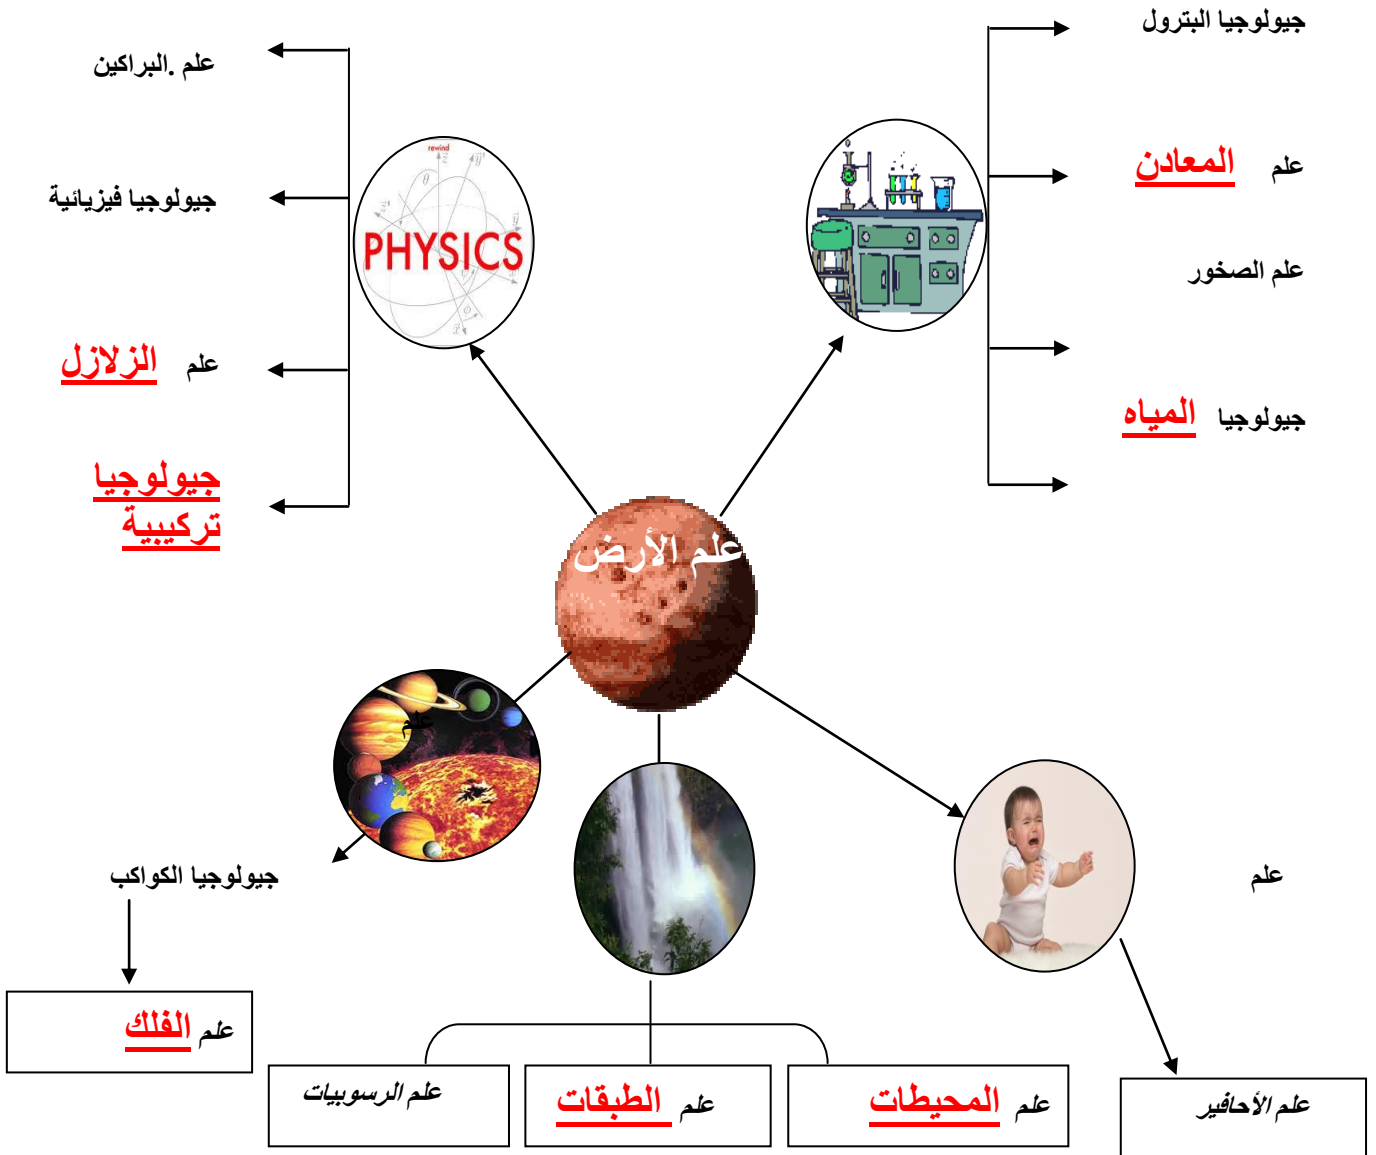 جيولوجيا البترول
علم المعادن
علم الصخور
جيولوجيا المياه
علم .البراكين
جيولوجيا فيزيائية
علم الزلازل
جيولوجيا
تركيبية
rewind
PHYSICS
علم الأرض
علم
جيولوجيا الكواكب
علم
علم الفلك
علم الرسوبيات
علم الطبقات
علم المحيطات
علم الأحافير